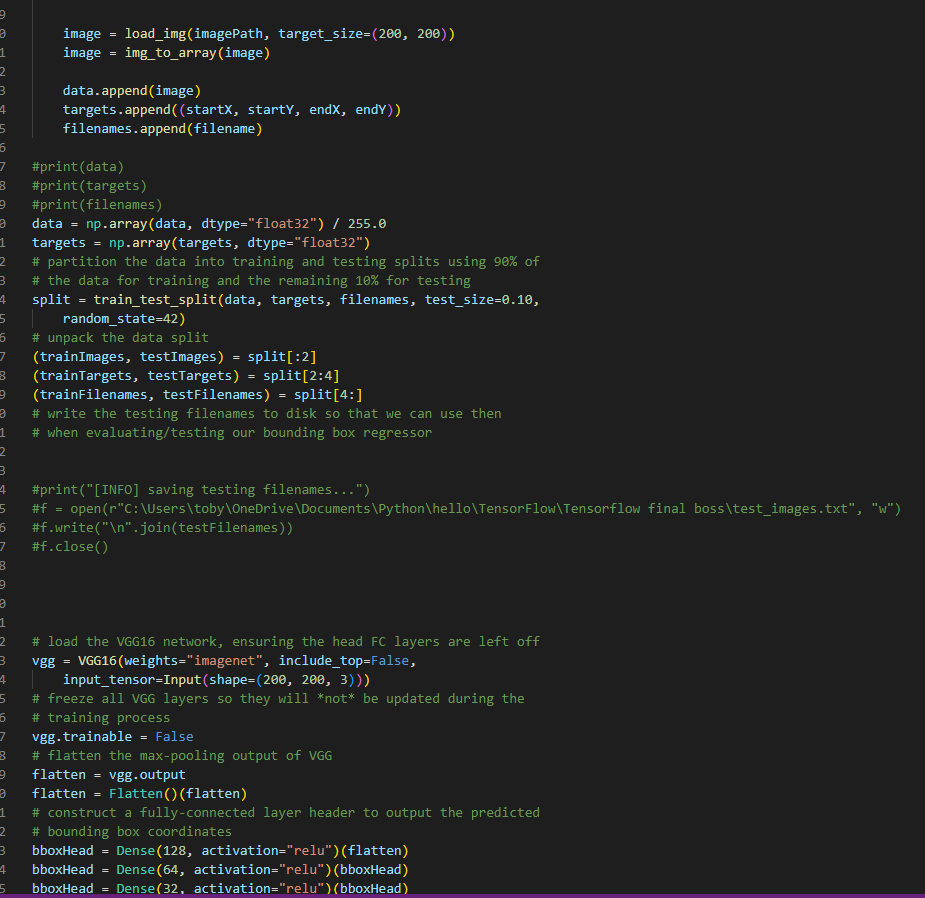 9
0 image = load_img(imagePath, target_size=(200, 200))
1 image = img_to_array(image)
2
3 data.append(image)
4 targets.append((startX, startY, endX, endY))
5 filenames.append(filename)
6
7 #print(data)
8 #print(targets)
9 #print(filenames)
0 data = np.array(data, dtype="float32") / 255.0
1 targets = np.array(targets, dtype="float32")
2 # partition the data into training and testing splits using 90% of
3 # the data for training and the remaining 10% for testing
4 split = train_test_split(data, targets, filenames, test_size=0.10,
5 random_state=42)
6 # unpack the data split
7 (trainImages, testImages) = split[:2]
8 (trainTargets, testTargets) = split[2:4]
9 (trainFilenames, testFilenames) = split[4:]
0 # write the testing filenames to disk so that we can use then
1 # when evaluating/testing our bounding box regressor
2
3
4 #print("[INFO] saving testing filenames...")
5 #f = open(r"C:\Users\toby\OneDrive\Documents\Python\hello\TensorFlow\Tensorflow final boss\test_images.txt", "w")
6 #f.write("\n".join(testFilenames))
7 #f.close()
8
9
0
1
2 # load the VGG16 network, ensuring the head FC layers are left off
3 vgg = VGG16(weights="imagenet", include_top=False,
4 input_tensor=Input(shape=(200, 200, 3)))
5 # freeze all VGG layers so they will *not* be updated during the
6 # training process
7 vgg.trainable = False
8 # flatten the max-pooling output of VGG
9 flatten = vgg.output
0 flatten = Flatten()(flatten)
1 # construct a fully-connected layer header to output the predicted
2 # bounding box coordinates
3 bboxHead = Dense(128, activation="relu")(flatten)
4 bboxHead = Dense(64, activation="relu")(bboxHead)
5 bboxHead = Dense(32, activation="relu")(bboxHead)